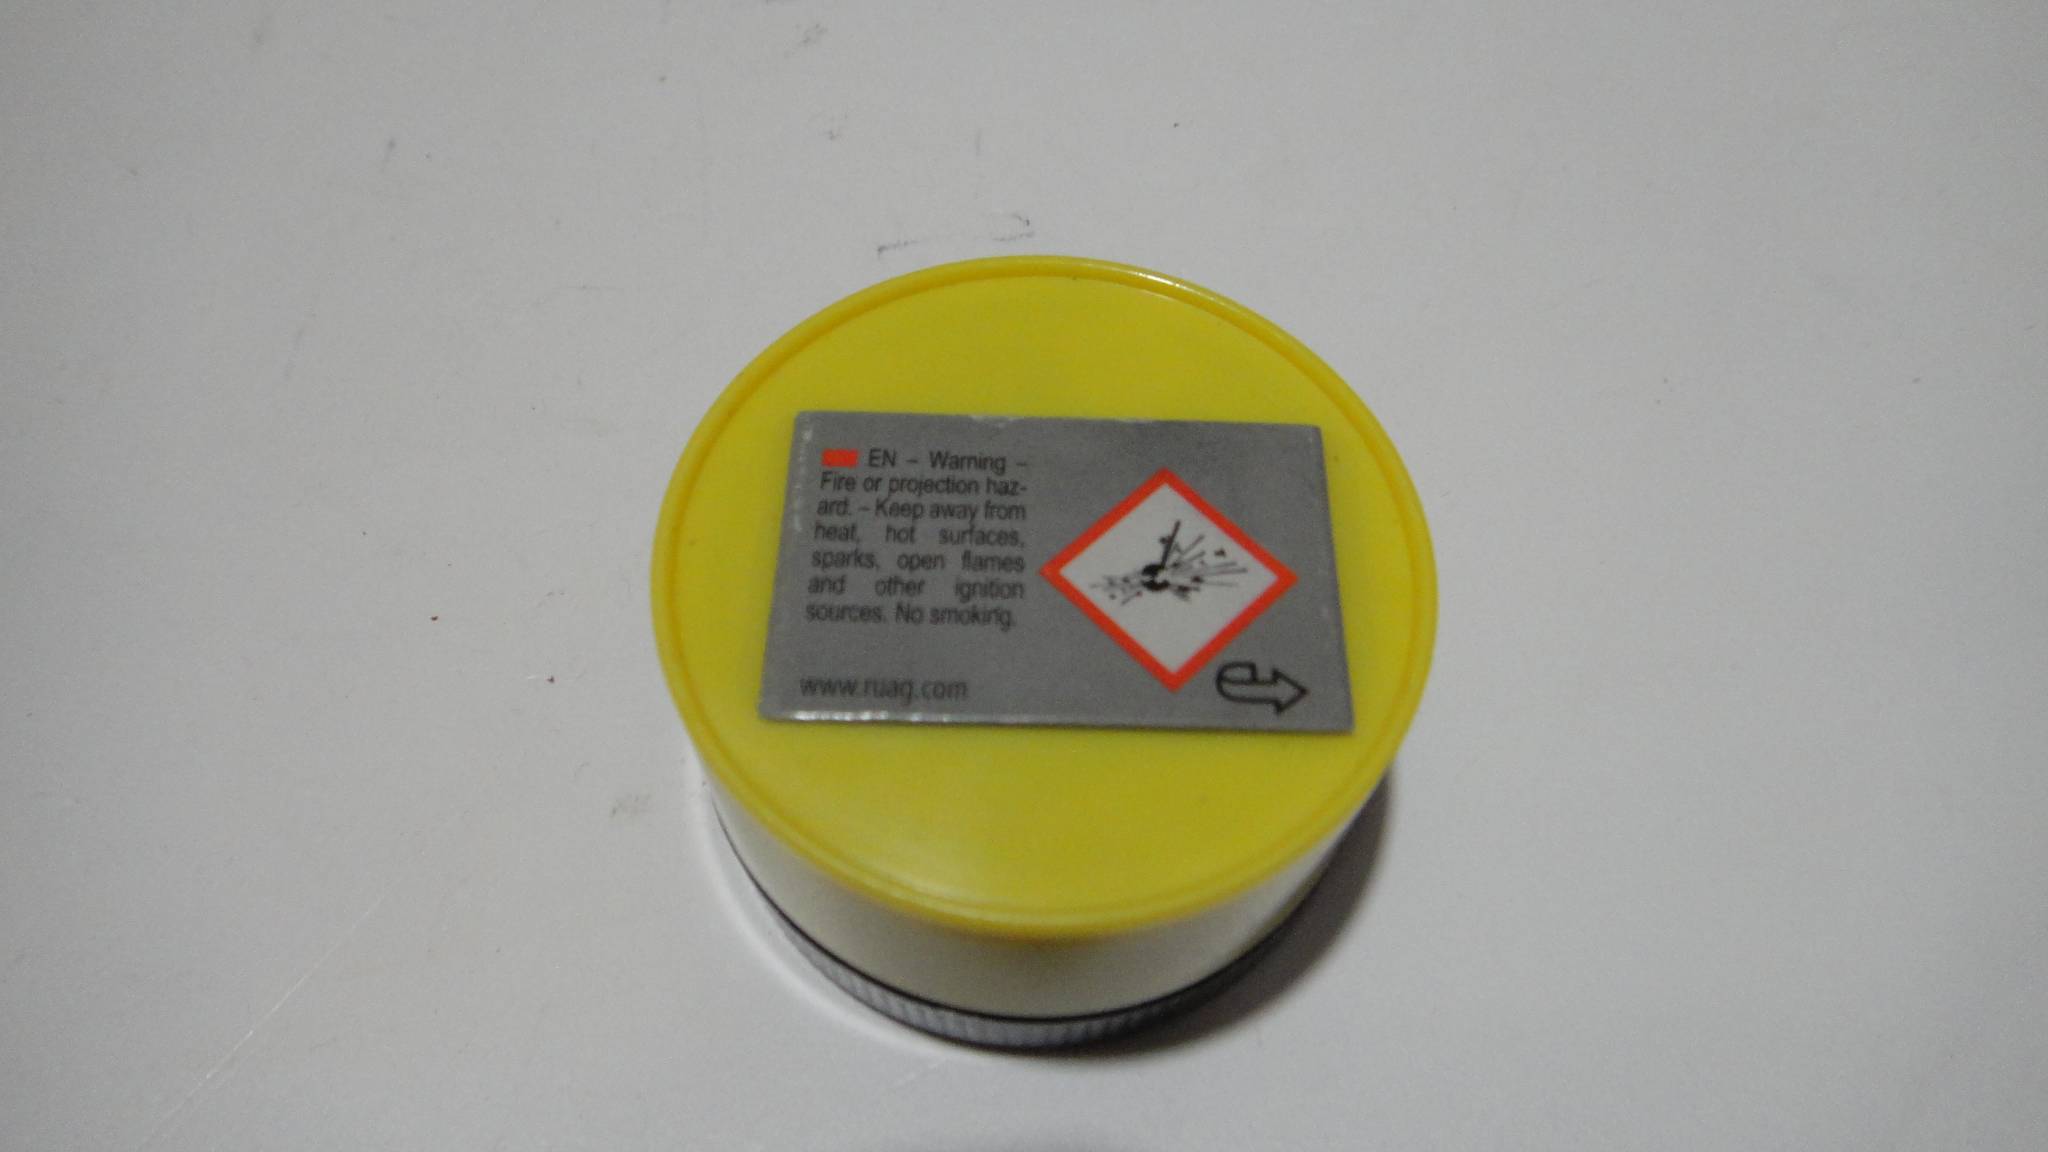 EN – Warning –
Fire or projection haz-
ard. – Keep away from
heat, hot surfaces,
sparks, open flames
and other ignition
sources. No smoking.
www.ruag.com